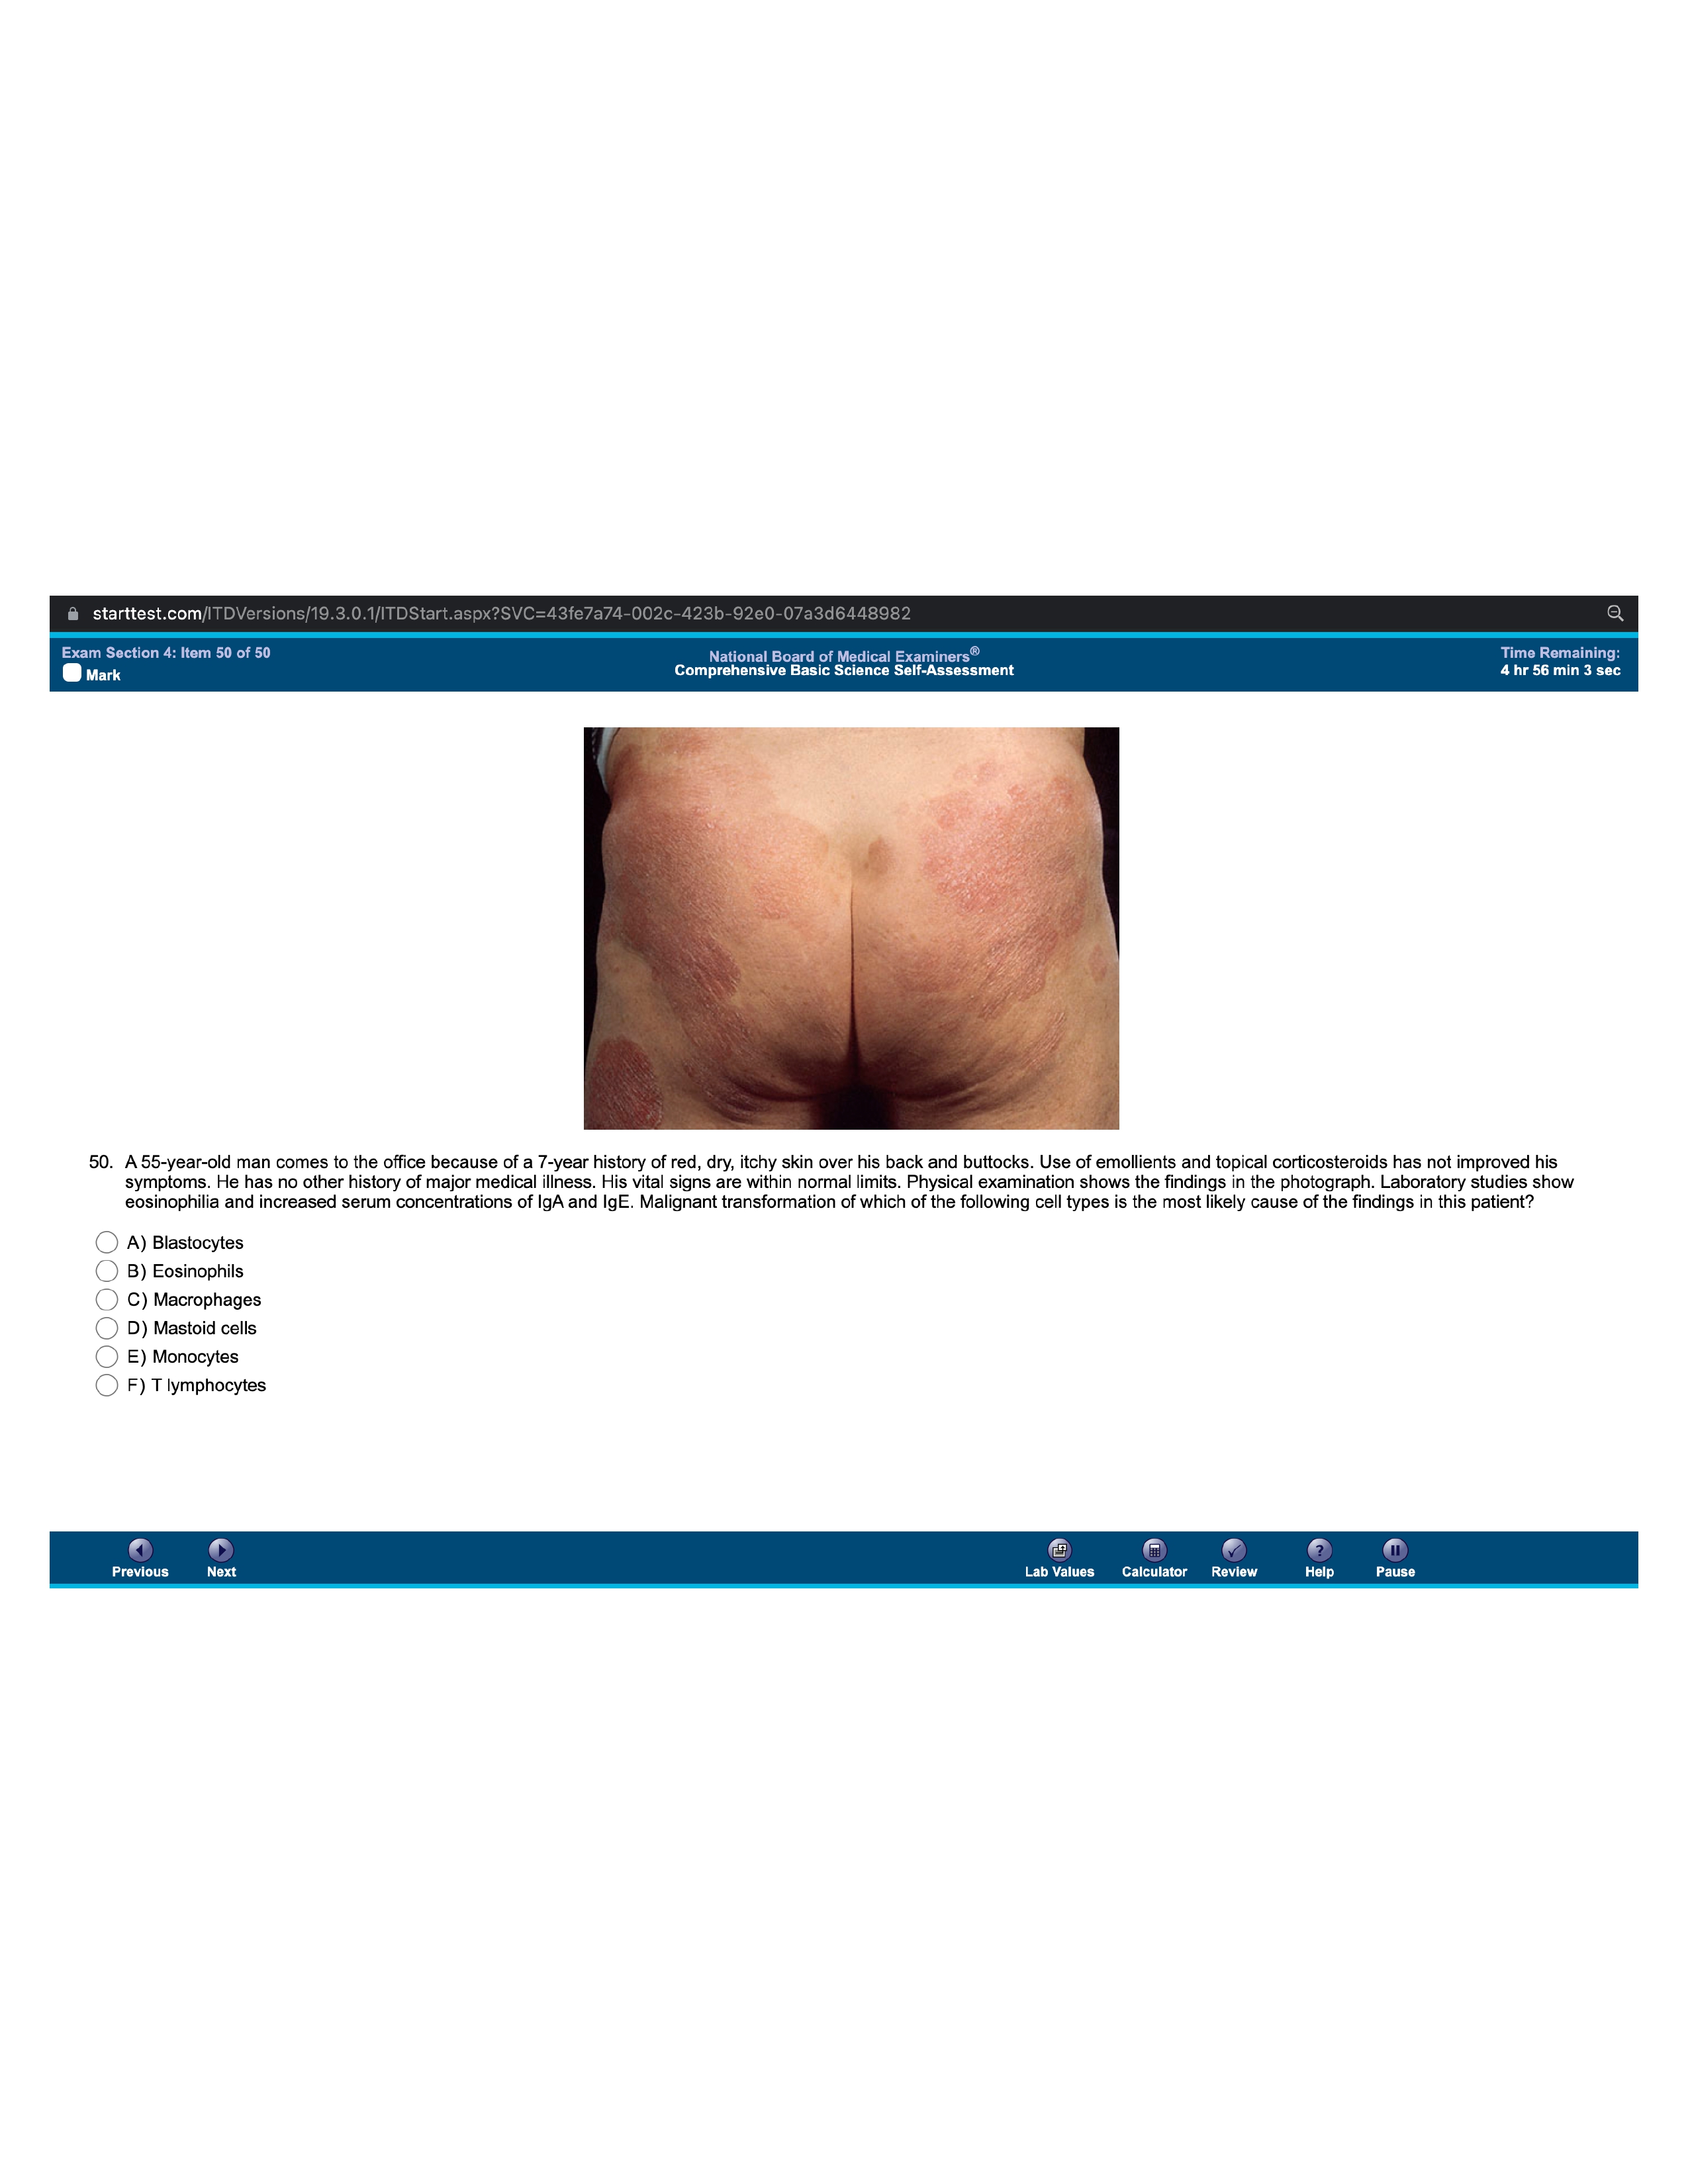 starttest.com/ITDVersions/19.3.0.1/ITDStart.aspx?SVC=43fe7a74-002c-423b-92e0-07a3d6448982
Exam Section 4: Item 50 of 50
Mark
National Board of Medical Examiners®
Comprehensive Basic Science Self-Assessment
Time Remaining:
4 hr 56 min 3 sec
50. A 55-year-old man comes to the office because of a 7-year history of red, dry, itchy skin over his back and buttocks. Use of emollients and topical corticosteroids has not improved his
symptoms. He has no other history of major medical illness. His vital signs are within normal limits. Physical examination shows the findings in the photograph. Laboratory studies show
eosinophilia and increased serum concentrations of IgA and IgE. Malignant transformation of which of the following cell types is the most likely cause of the findings in this patient?
A) Blastocytes
B) Eosinophils
C) Macrophages
D) Mastoid cells
E) Monocytes
F) T lymphocytes
Previous
Next
Lab Values
Calculator
Review
Help
Pause